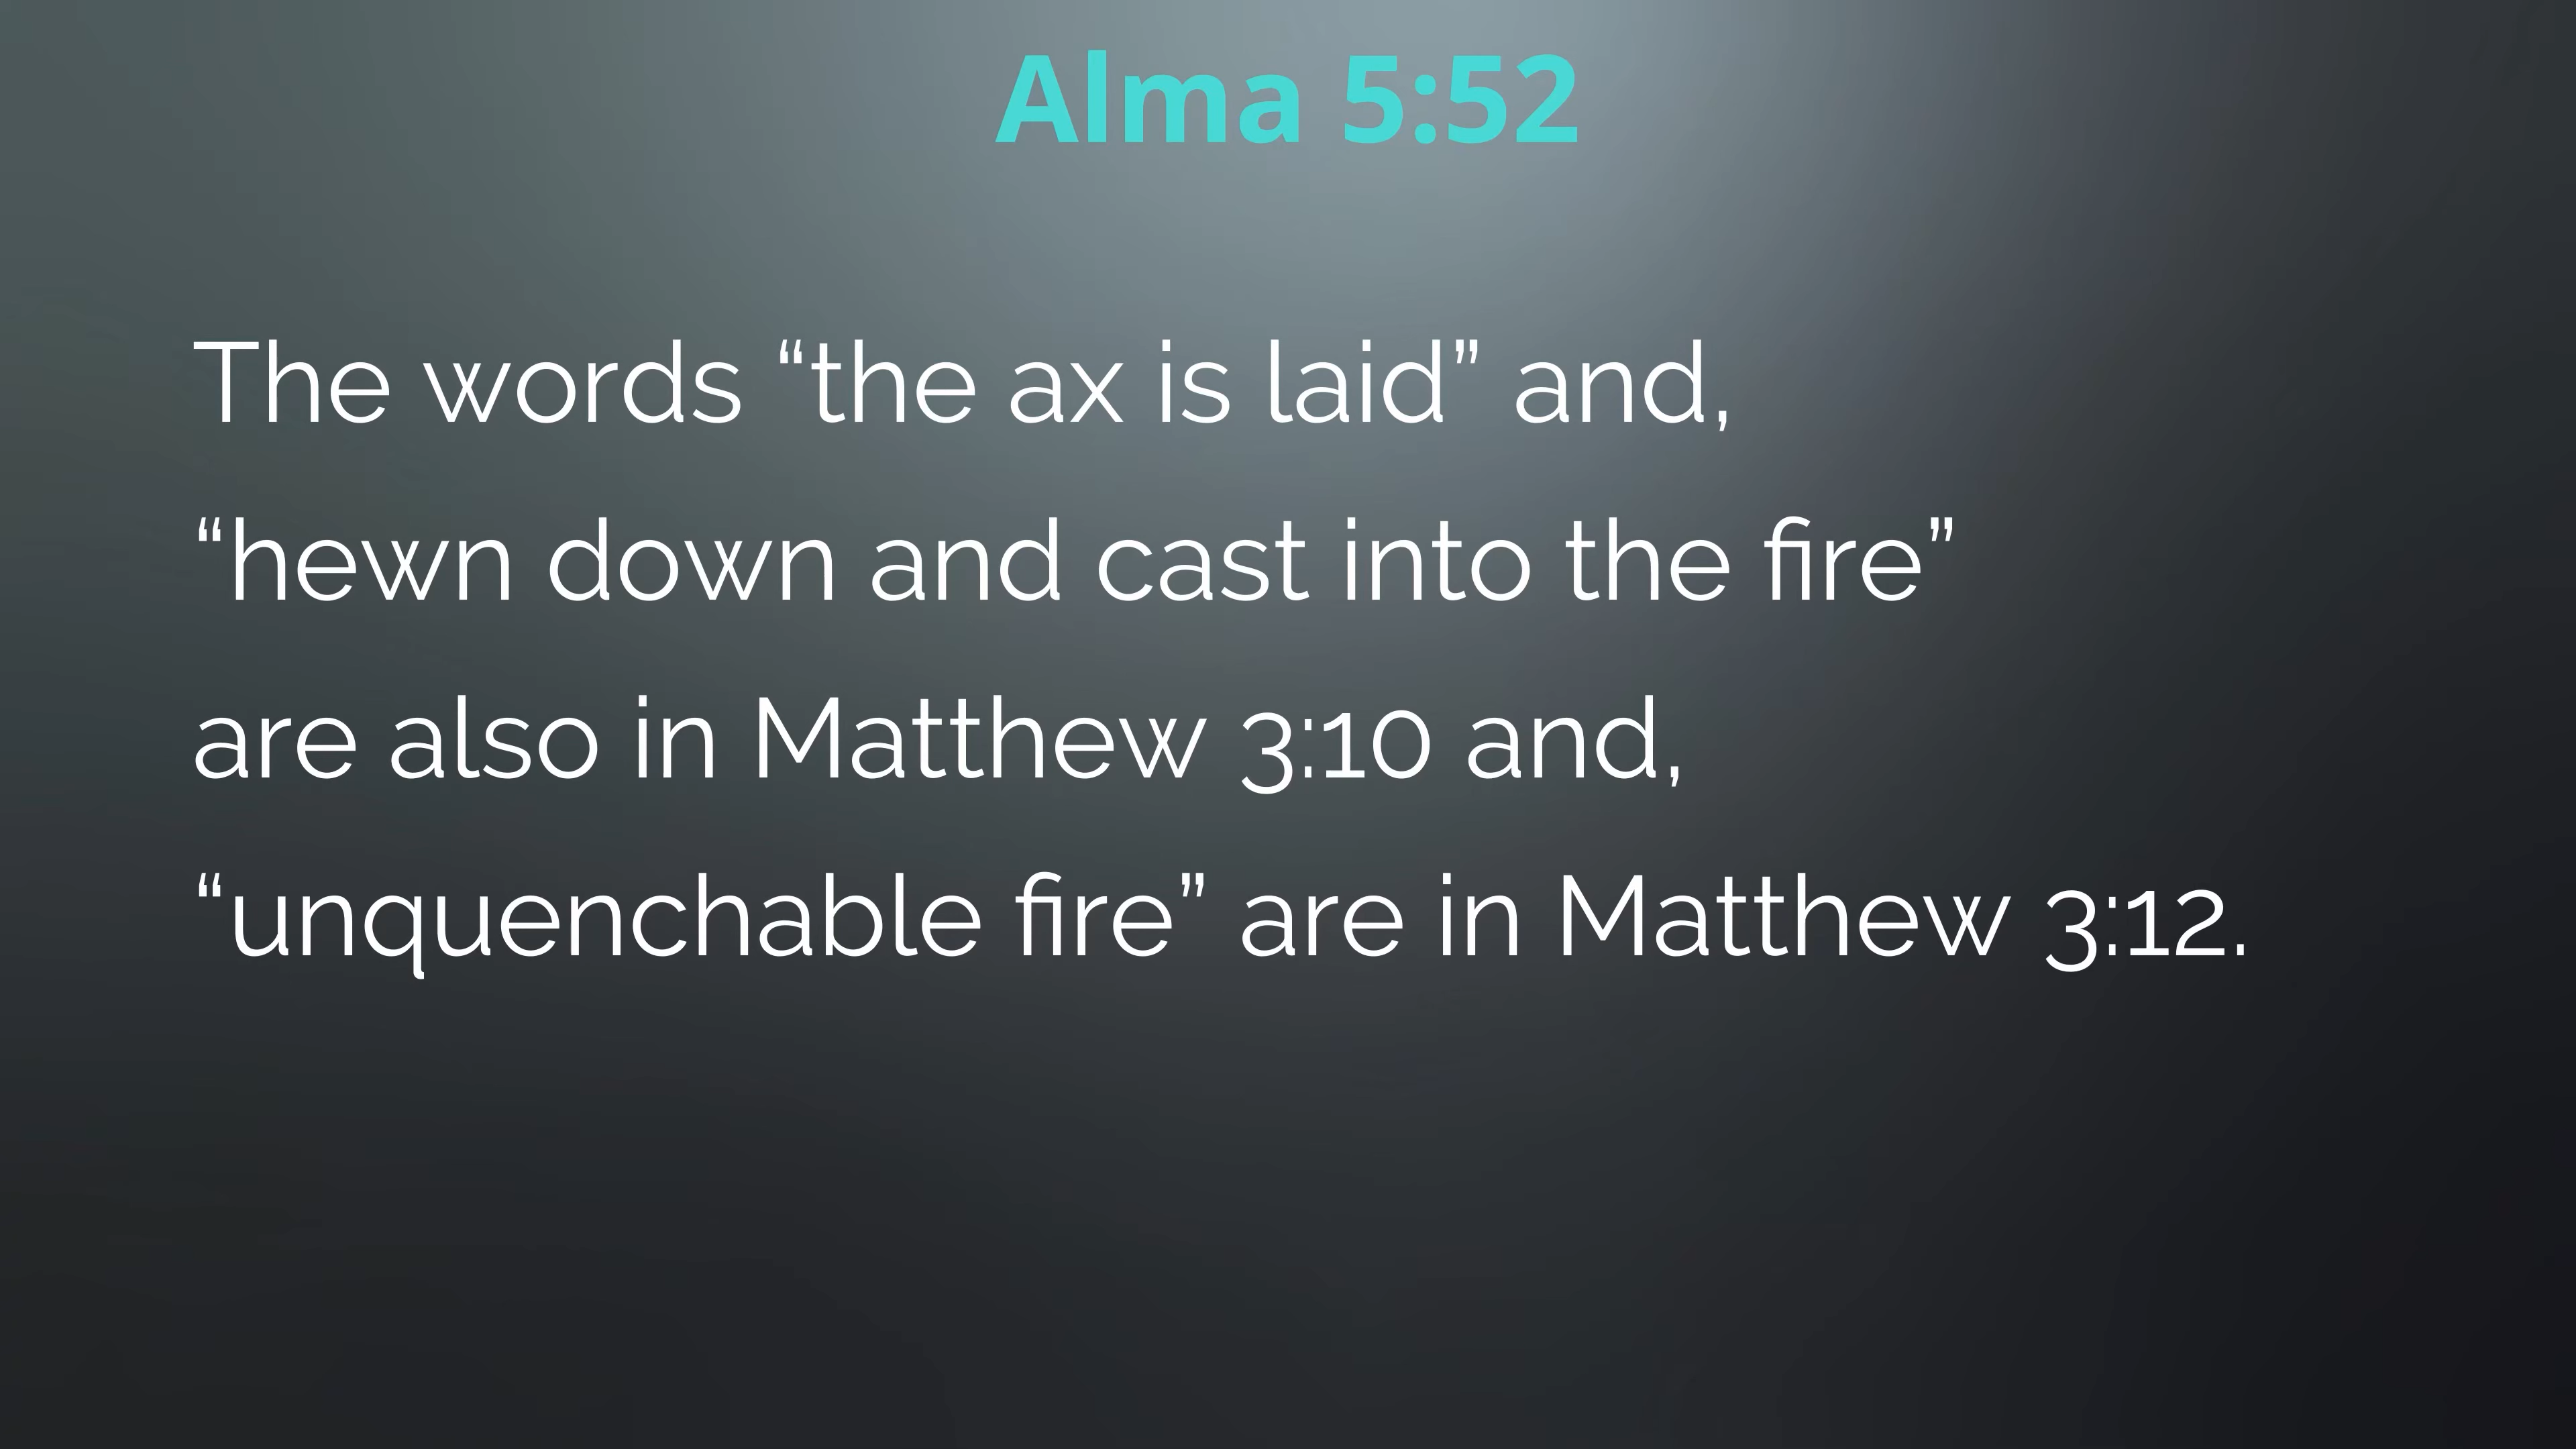 Alma 5:52
The words “the ax is laid” and,
“hewn down and cast into the fire”
are also in Matthew 3:10 and,
“unquenchable fire” are in Matthew 3:12.